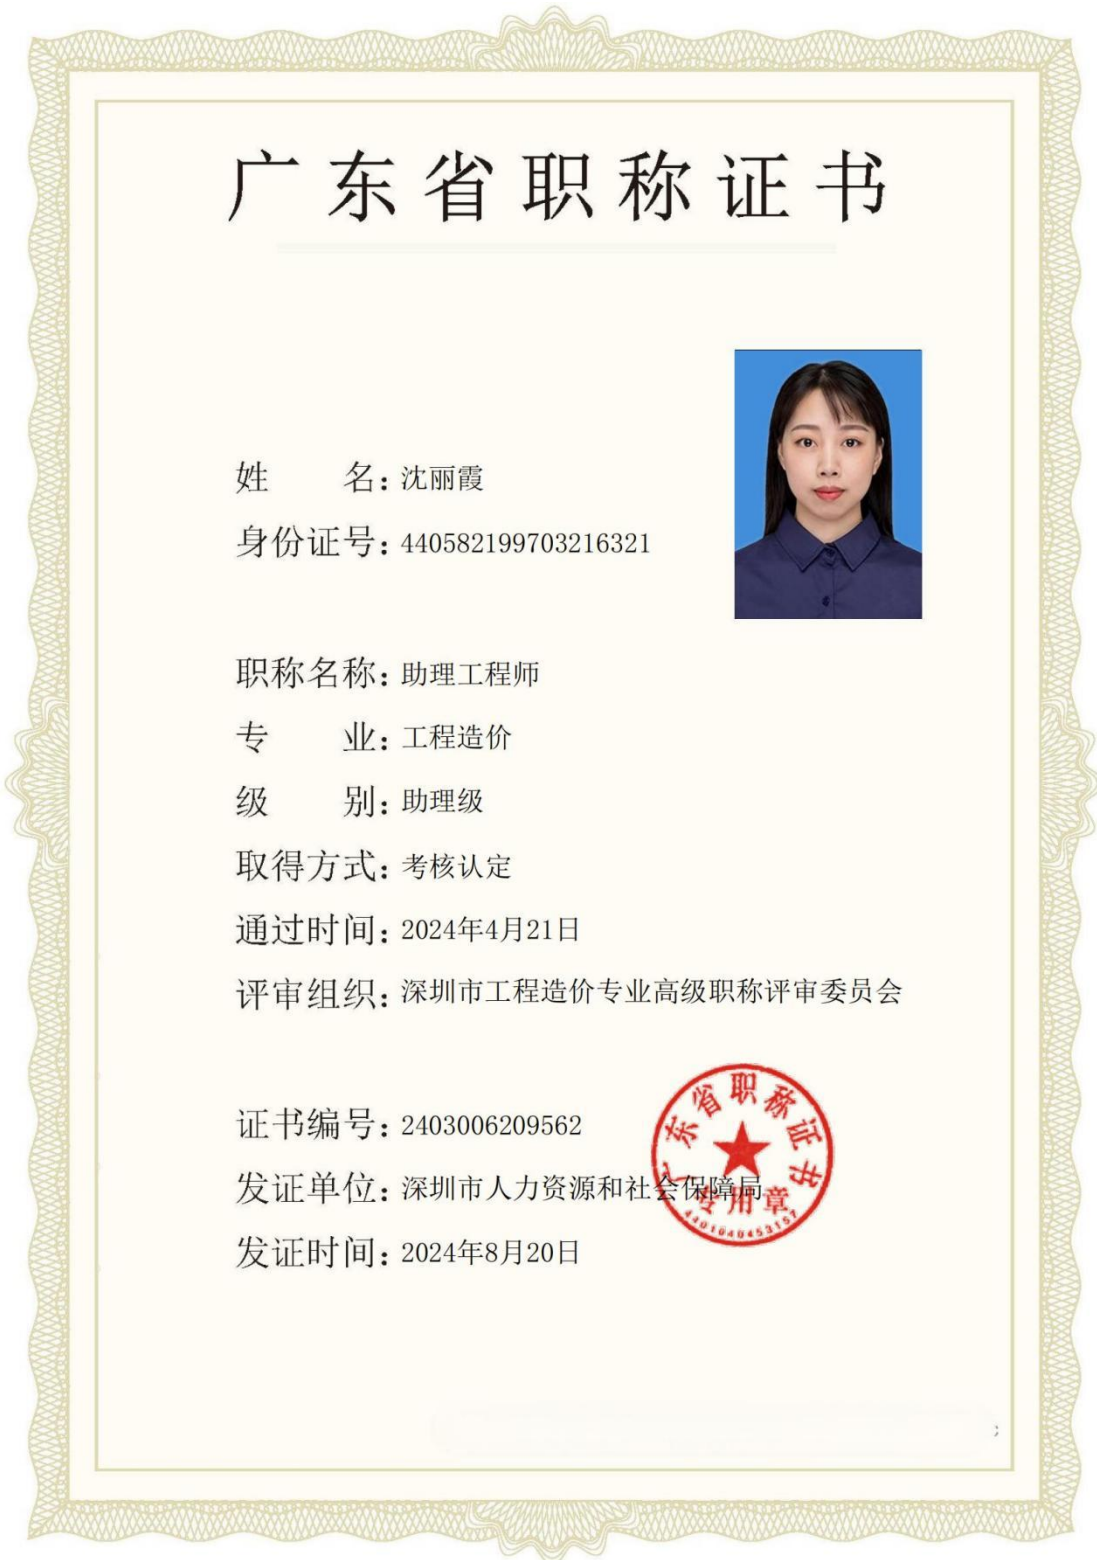 广东省职称证书
姓名：沈丽霞
身份证号：440582199703216321
职称名称：助理工程师
专业：工程造价
级别：助理级
取得方式：考核认定
通过时间：2024年4月21日
评审组织：深圳市工程造价专业高级职称评审委员会
证书编号：2403006209562
发证单位：深圳市人力资源和社会保障局
发证时间：2024年8月20日
广东省职称证书
专用章
4401040453157